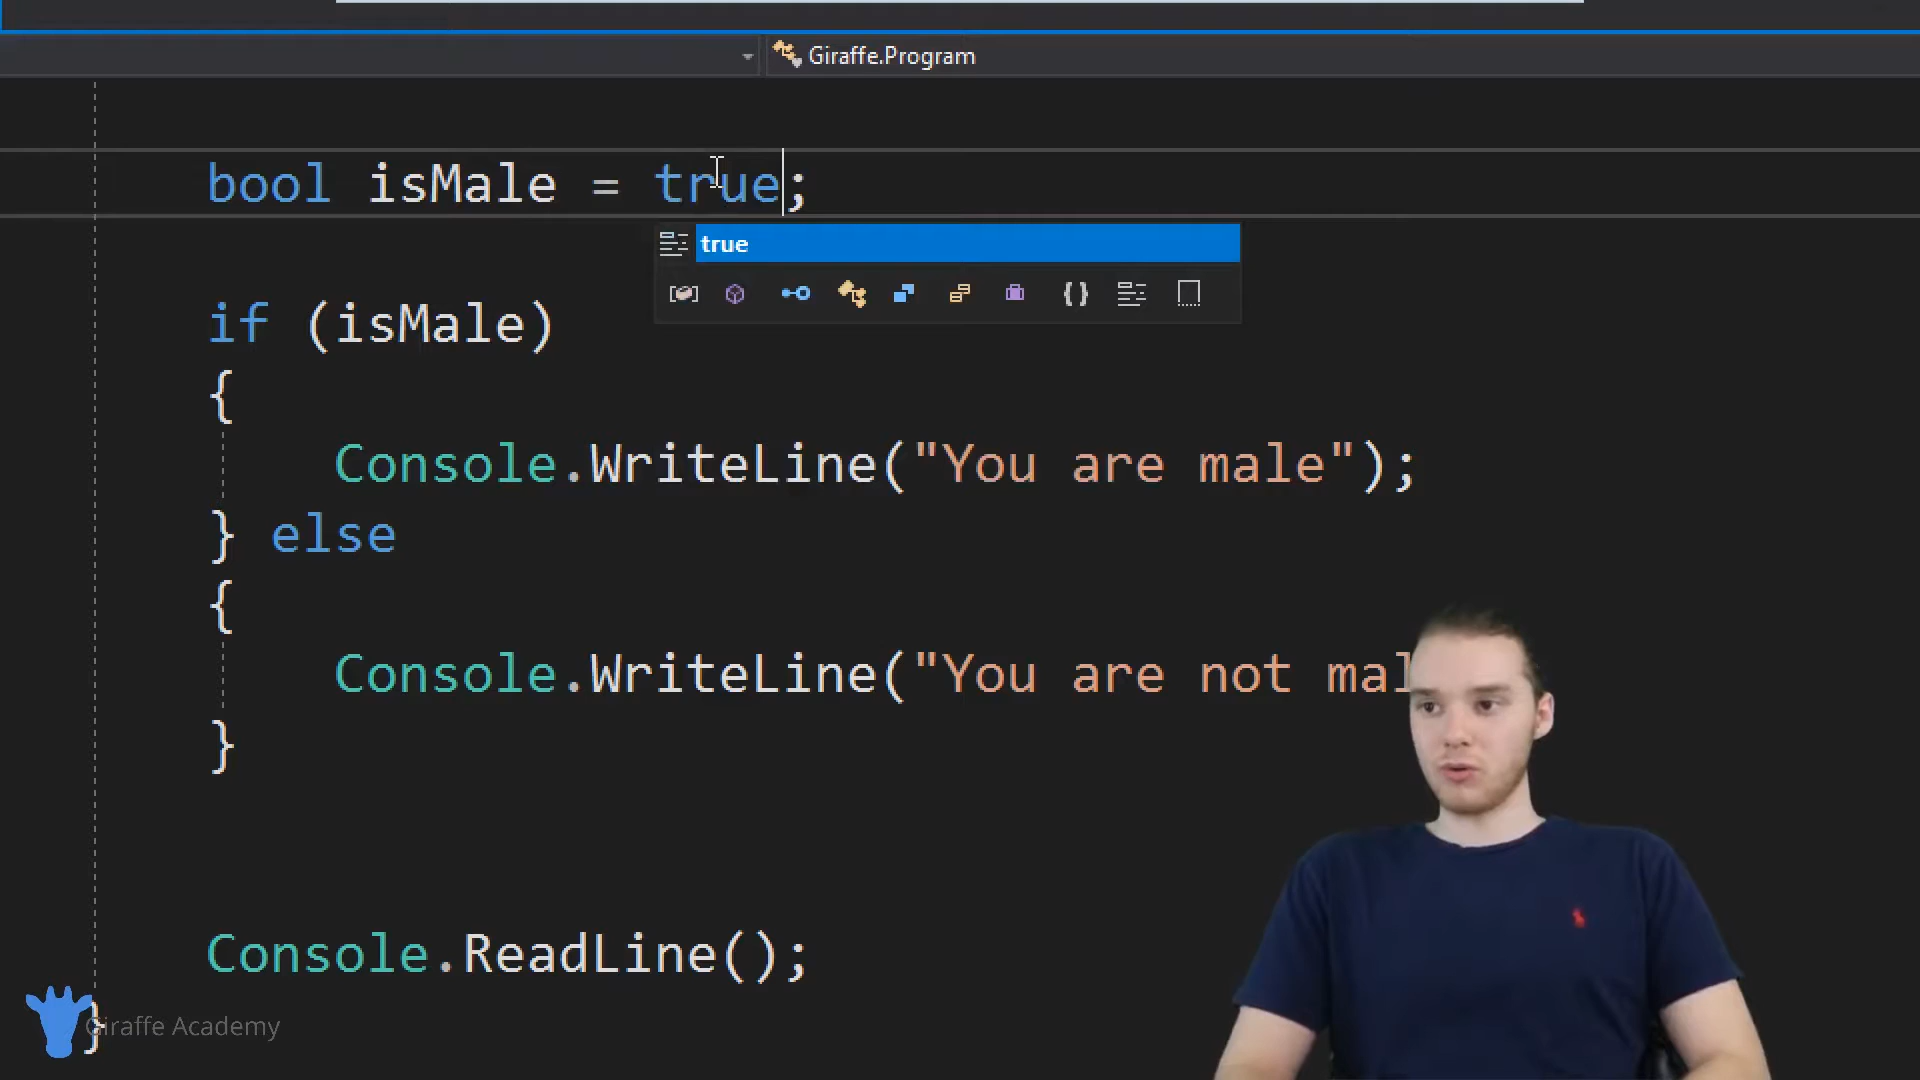 Giraffe.Program
bool isMale = true;
true
if (isMale)
{
Console.WriteLine("You are male");
} else
{
Console.WriteLine("You are not mal
}
Console.ReadLine();
}
Giraffe Academy